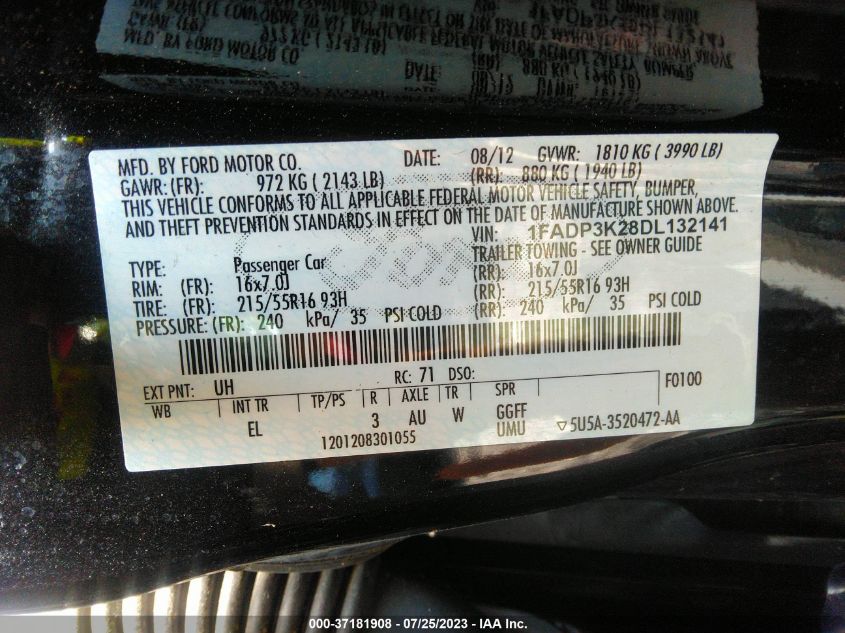 MFD. BY FORD MOTOR CO. DATE: 08/12 GVWR: 1810 KG ( 3990 LB)
GAWR: (FR): 972 KG ( 2143 LB) (RR): 880 KG ( 1940 LB)
THIS VEHICLE CONFORMS TO ALL APPLICABLE FEDERAL MOTOR VEHICLE SAFETY, BUMPER,
AND THEFT PREVENTION STANDARDS IN EFFECT ON THE DATE OF MANUFACTURE SHOWN ABOVE.
VIN: 1FADP3K28DL132141
TYPE: Passenger Car TRAILER TOWING - SEE OWNER GUIDE
RIM: (FR): 16x7.0J (RR): 16x7.0J
TIRE: (FR): 215/55R16 93H (RR): 215/55R16 93H
PRESSURE: (FR): 240 kPa/ 35 PSI COLD (RR): 240 kPa/ 35 PSI COLD
EXT PNT: UH RC: 71 DSO: F0100
WB INT TR TP/PS R AXLE TR SPR
EL 3 AU W GGFF
UMU ▽5U5A-3520472-AA
1201208301055
000-37181908 - 07/25/2023 - IAA Inc.